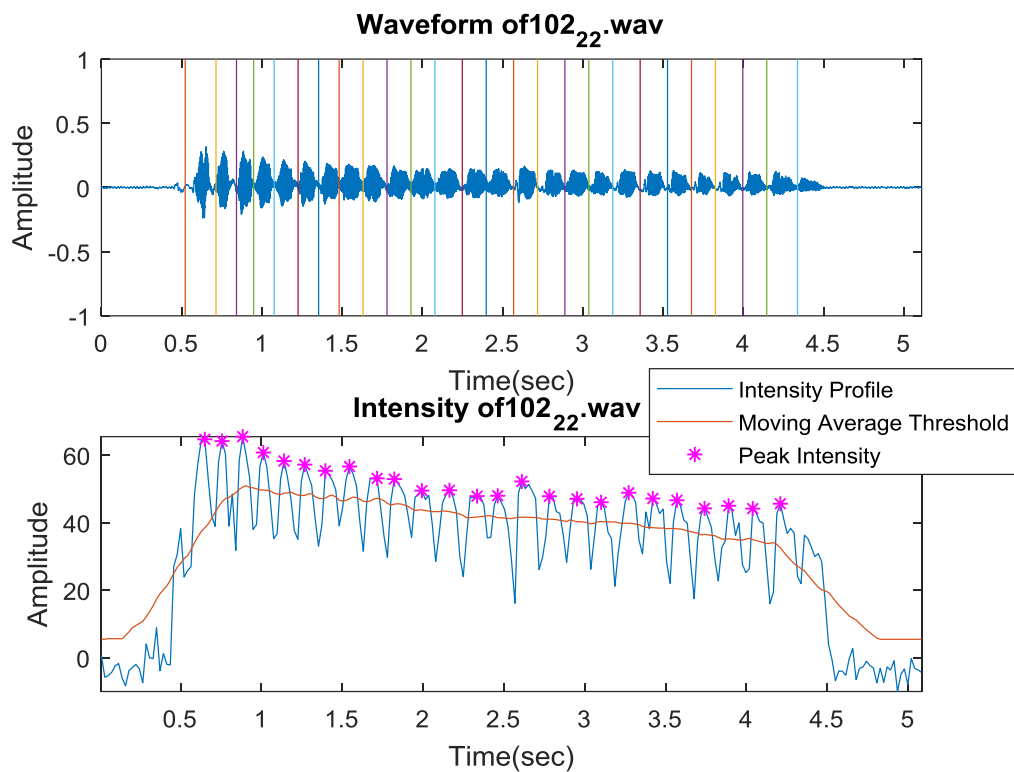 Waveform of102₂₂.wav
1
0.5
0
-0.5
-1
Amplitude
0 0.5 1 1.5 2 2.5 3 3.5 4 4.5 5
Time(sec)
Intensity of102₂₂.wav
Intensity Profile
Moving Average Threshold
Peak Intensity
60
40
20
0
Amplitude
0.5 1 1.5 2 2.5 3 3.5 4 4.5 5
Time(sec)